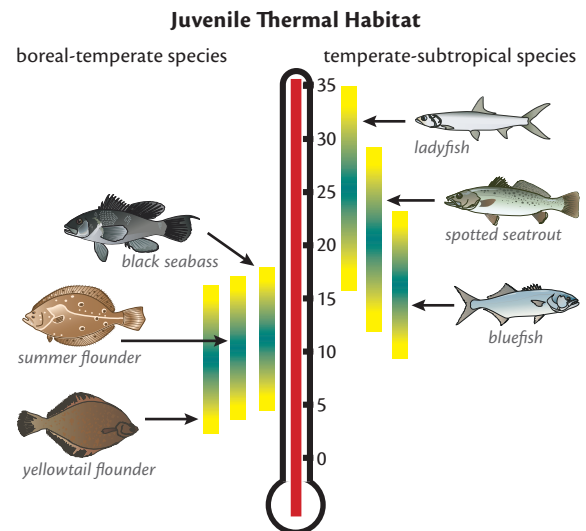 Juvenile Thermal Habitat
boreal-temperate species
temperate-subtropical species
35
30
25
20
15
10
5
0
ladyfish
spotted seatrout
bluefish
black seabass
summer flounder
yellowtail flounder